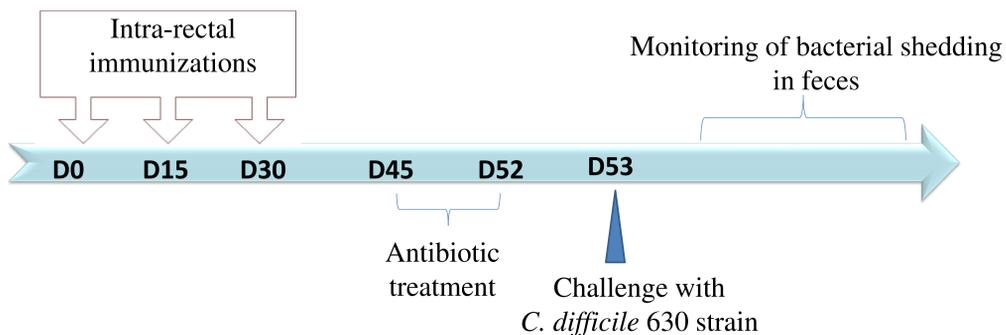 Intra-rectal
immunizations
Monitoring of bacterial shedding
in feces
D0 D15 D30 D45 D52 D53
Antibiotic
treatment
Challenge with
C. difficile 630 strain